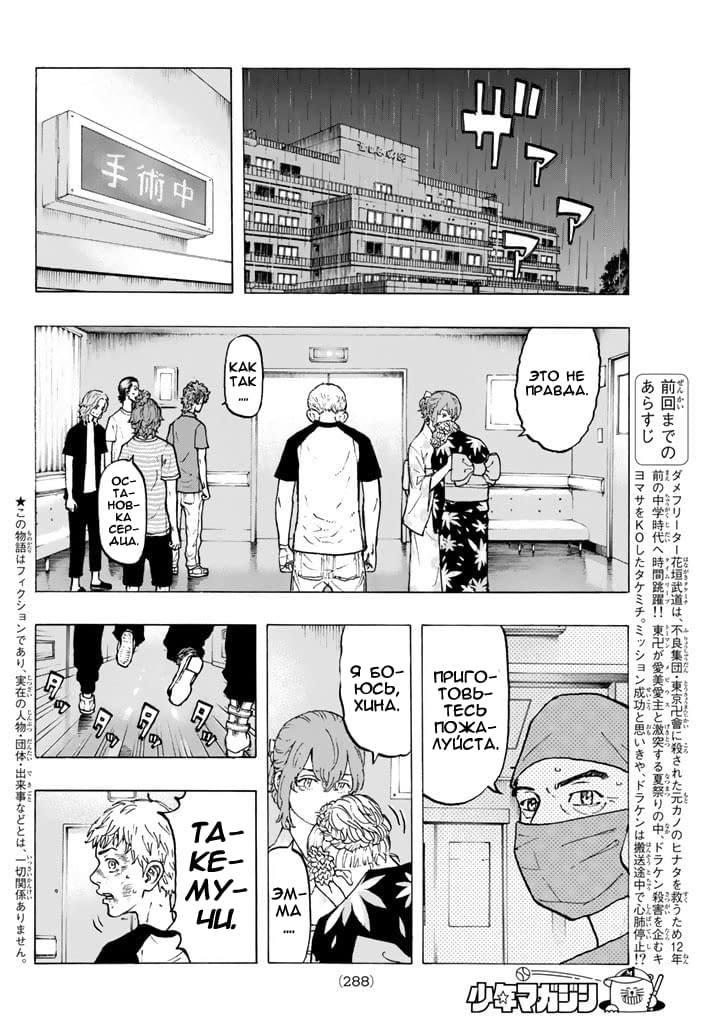 ザアアア
手術中
ЭТО НЕ
ПРАВДА.
КАК
ТАК
....
ОС-
ТА-
НОВ-
КА
СЕР-
ДЦА.
ПРИГО-
ТОВЬ-
ТЕСЬ
ПОЖА-
ЛУЙСТА.
Я БО-
ЮСЬ,
ХИНА.
ЭМ-
МА
....
ТА-
КЕ-
МУ-
ЧИ.
前回までの
あらすじ
ダメフリーター花垣武道は、不良集団・東京卍會に殺された元カノのヒナタを救うため12年
前の中学時代へ時間跳躍!! 東卍が愛美愛主と激突する夏祭りの中、ドラケン殺害を企むキ
ヨマサをKOしたタケミチ。ミッション成功と思いきや、ドラケンは搬送途中で心肺停止!?
★この物語はフィクションであり、実在の人物・団体・出来事などとは、一切関係ありません。
(288)
少年マガジン